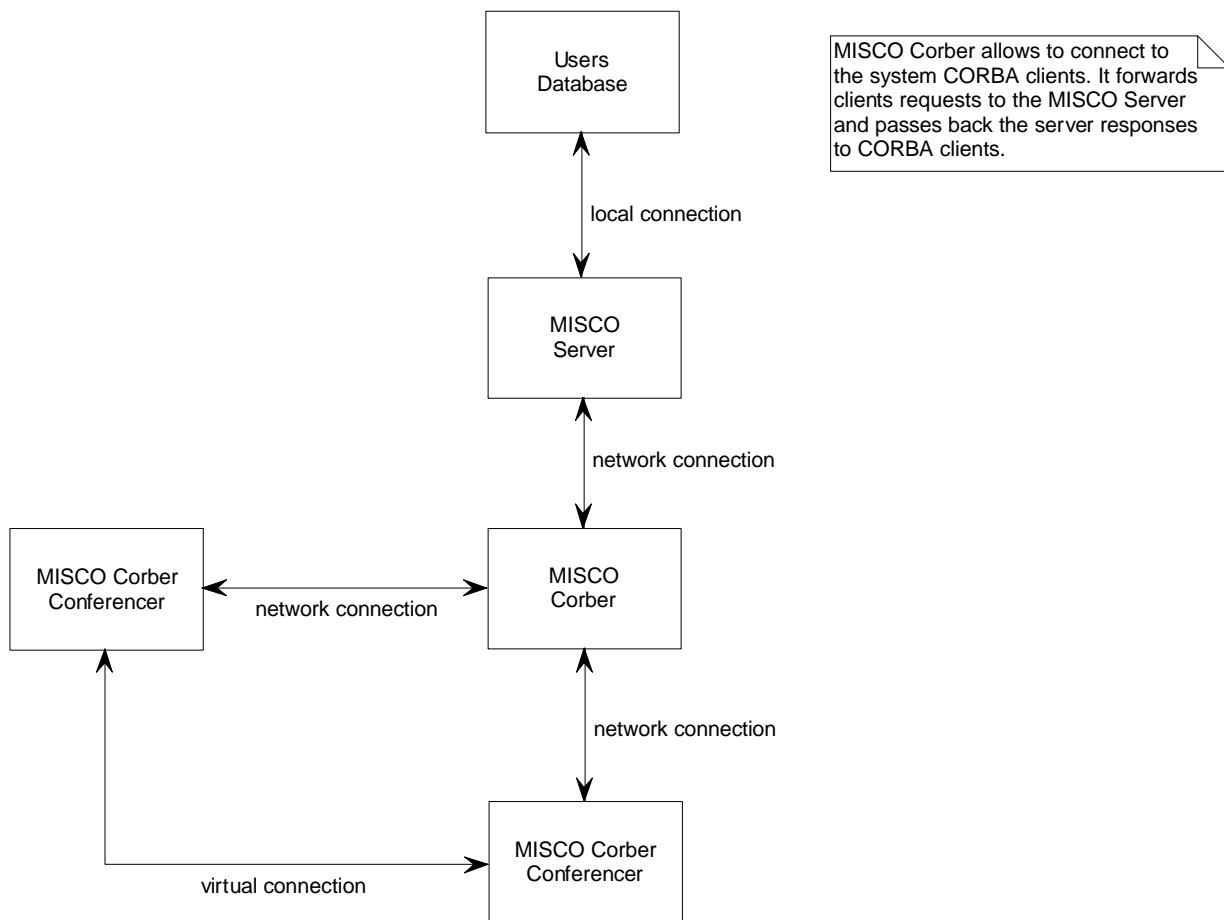 Users
Database
MISCO Corber allows to connect to
the system CORBA clients. It forwards
clients requests to the MISCO Server
and passes back the server responses
to CORBA clients.
local connection
MISCO
Server
network connection
MISCO Corber
Conferencer
network connection
MISCO
Corber
network connection
MISCO Corber
Conferencer
virtual connection